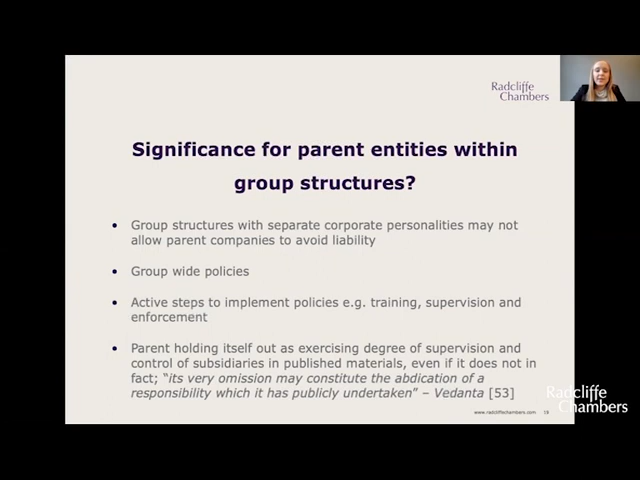 Radcliffe
Chambers
Significance for parent entities within
group structures?
• Group structures with separate corporate personalities may not
allow parent companies to avoid liability
• Group wide policies
• Active steps to implement policies e.g. training, supervision and
enforcement
• Parent holding itself out as exercising degree of supervision and
control of subsidiaries in published materials, even if it does not in
fact; “its very omission may constitute the abdication of a
responsibility which it has publicly undertaken” – Vedanta [53]
www.radcliffechambers.com 19
Radcliffe
Chambers